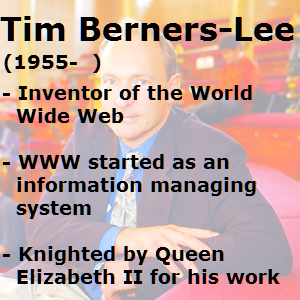 Tim Berners-Lee
(1955-  )
- Inventor of the World
Wide Web
- WWW started as an
information managing
system
- Knighted by Queen
Elizabeth II for his work